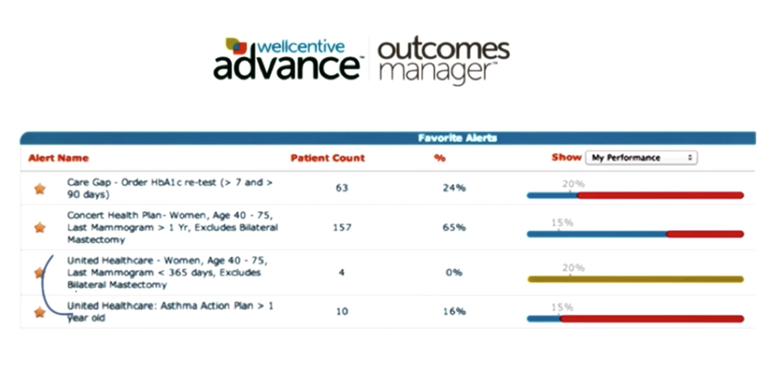 wellcentive
advance™
outcomes
manager™
Favorite Alerts
Alert Name Patient Count % Show My Performance
Care Gap - Order HbA1c re-test (> 7 and >
90 days)
63 24% 20%
Concert Health Plan- Women, Age 40 - 75,
Last Mammogram > 1 Yr, Excludes Bilateral
Mastectomy
157 65% 15%
United Healthcare - Women, Age 40 - 75,
Last Mammogram < 365 days, Excludes
Bilateral Mastectomy
4 0% 20%
United Healthcare: Asthma Action Plan > 1
year old
10 16% 15%